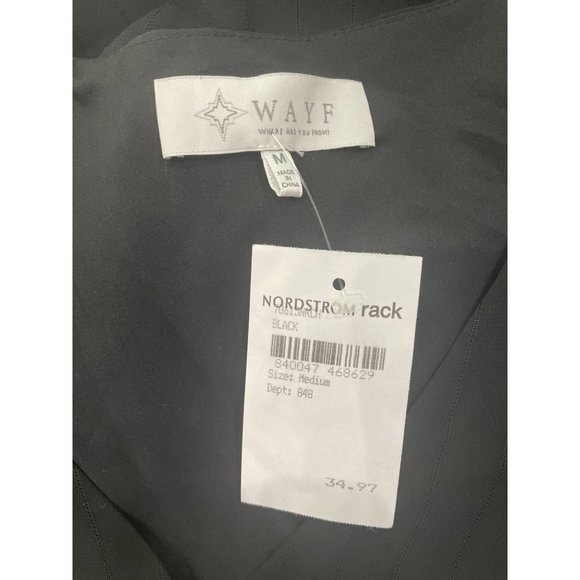 WAYF
WHERE ARE YOU FROM?
M
MADE
IN
CHINA
NORDSTROM rack
BLACK
840047 468629
Size: Medium
Dept: 848
34.97